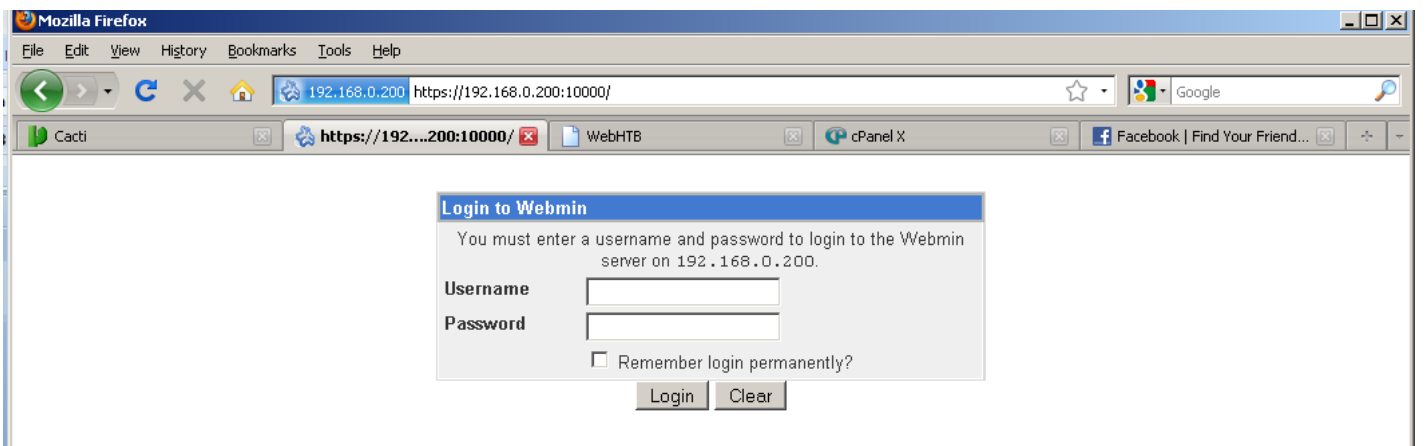 Mozilla Firefox
File Edit View History Bookmarks Tools Help
192.168.0.200 https://192.168.0.200:10000/ Google
Cacti https://192....200:10000/ WebHTB cPanel X Facebook | Find Your Friend...
Login to Webmin
You must enter a username and password to login to the Webmin
server on 192.168.0.200.
Username
Password
Remember login permanently?
Login Clear